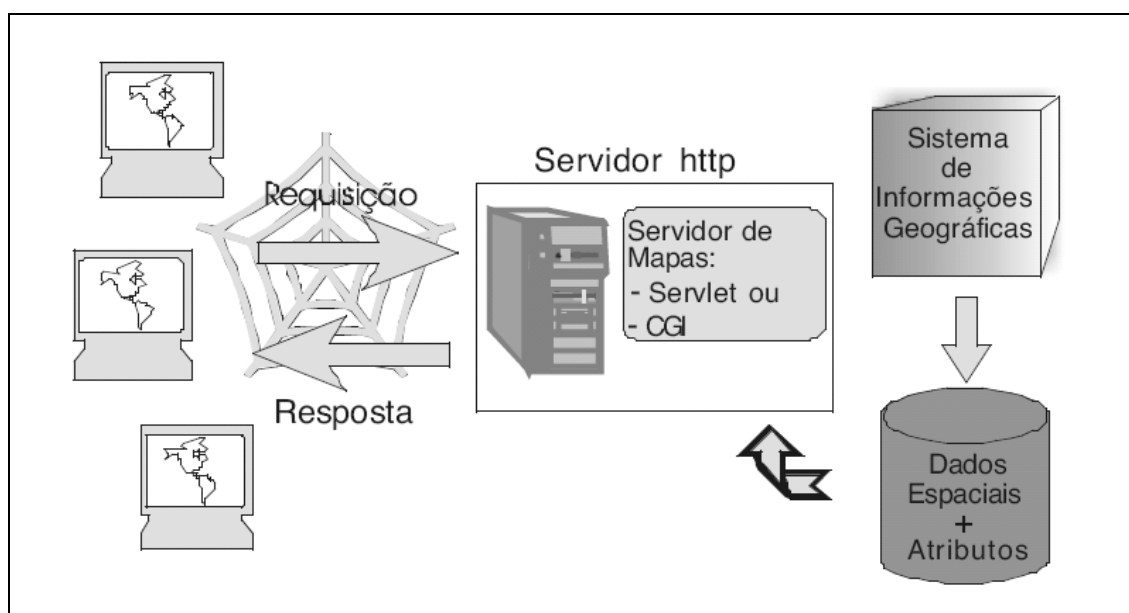 Requisição
Resposta
Servidor http
Servidor de
Mapas:
- Servlet ou
- CGI
Sistema
de
Informações
Geográficas
Dados
Espaciais
+
Atributos